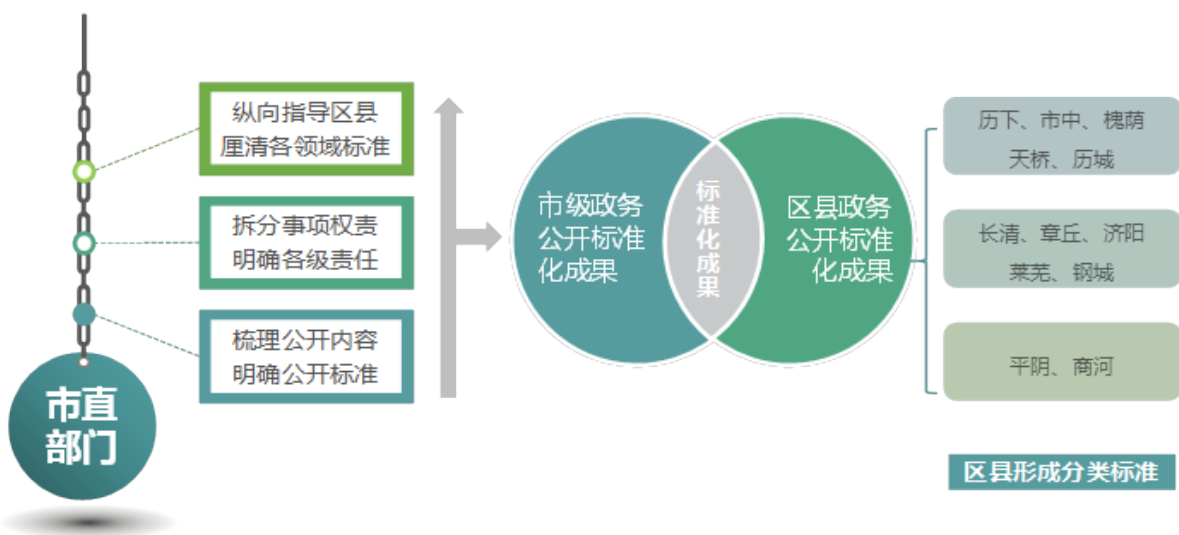 纵向指导区县
厘清各领域标准
拆分事项权责
明确各级责任
梳理公开内容
明确公开标准
市直
部门
市级政务
公开标准
化成果
标准化成果
区县政务
公开标准
化成果
历下、市中、槐荫
天桥、历城
长清、章丘、济阳
莱芜、钢城
平阴、商河
区县形成分类标准